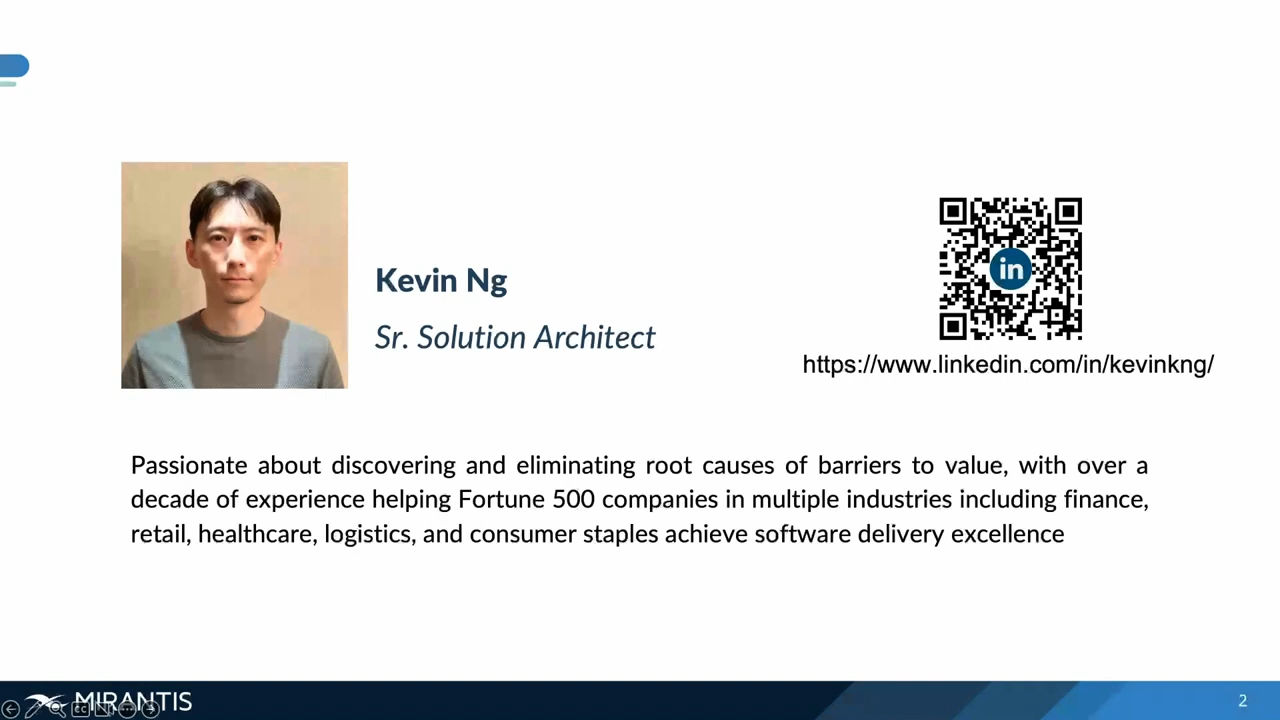 Kevin Ng
Sr. Solution Architect
in
https://www.linkedin.com/in/kevinkng/
Passionate about discovering and eliminating root causes of barriers to value, with over a
decade of experience helping Fortune 500 companies in multiple industries including finance,
retail, healthcare, logistics, and consumer staples achieve software delivery excellence
MIRANTIS
2